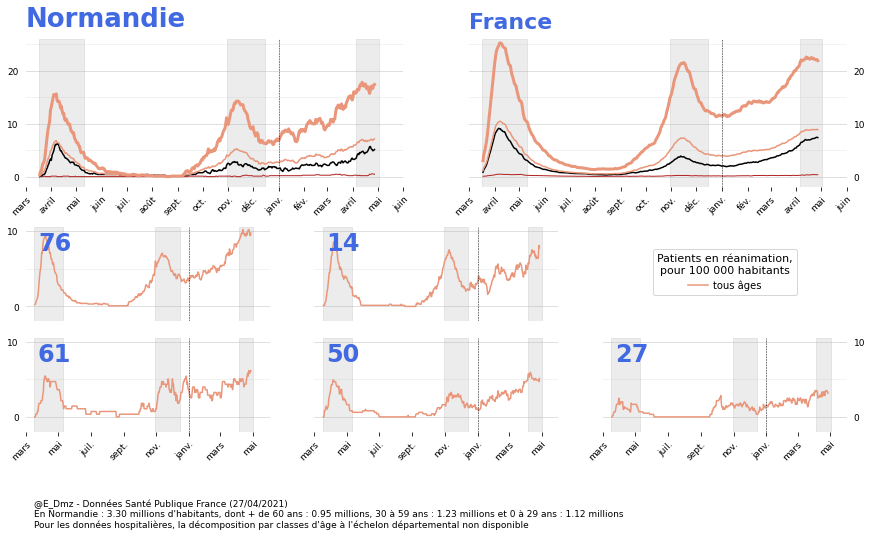 Normandie
France
20
10
0
20
10
0
mars avril mai juin juil. août sept. oct. nov. déc. janv. fév. mars avril mai juin
mars avril mai juin juil. août sept. oct. nov. déc. janv. fév. mars avril mai juin
10
0
76
14
Patients en réanimation,
pour 100 000 habitants
tous âges
10
0
61
50
27
10
0
mars mai juil. sept. nov. janv. mars mai
mars mai juil. sept. nov. janv. mars mai
mars mai juil. sept. nov. janv. mars mai
@E_Dmz - Données Santé Publique France (27/04/2021)
En Normandie : 3.30 millions d'habitants, dont + de 60 ans : 0.95 millions, 30 à 59 ans : 1.23 millions et 0 à 29 ans : 1.12 millions
Pour les données hospitalières, la décomposition par classes d'âge à l'échelon départemental non disponible